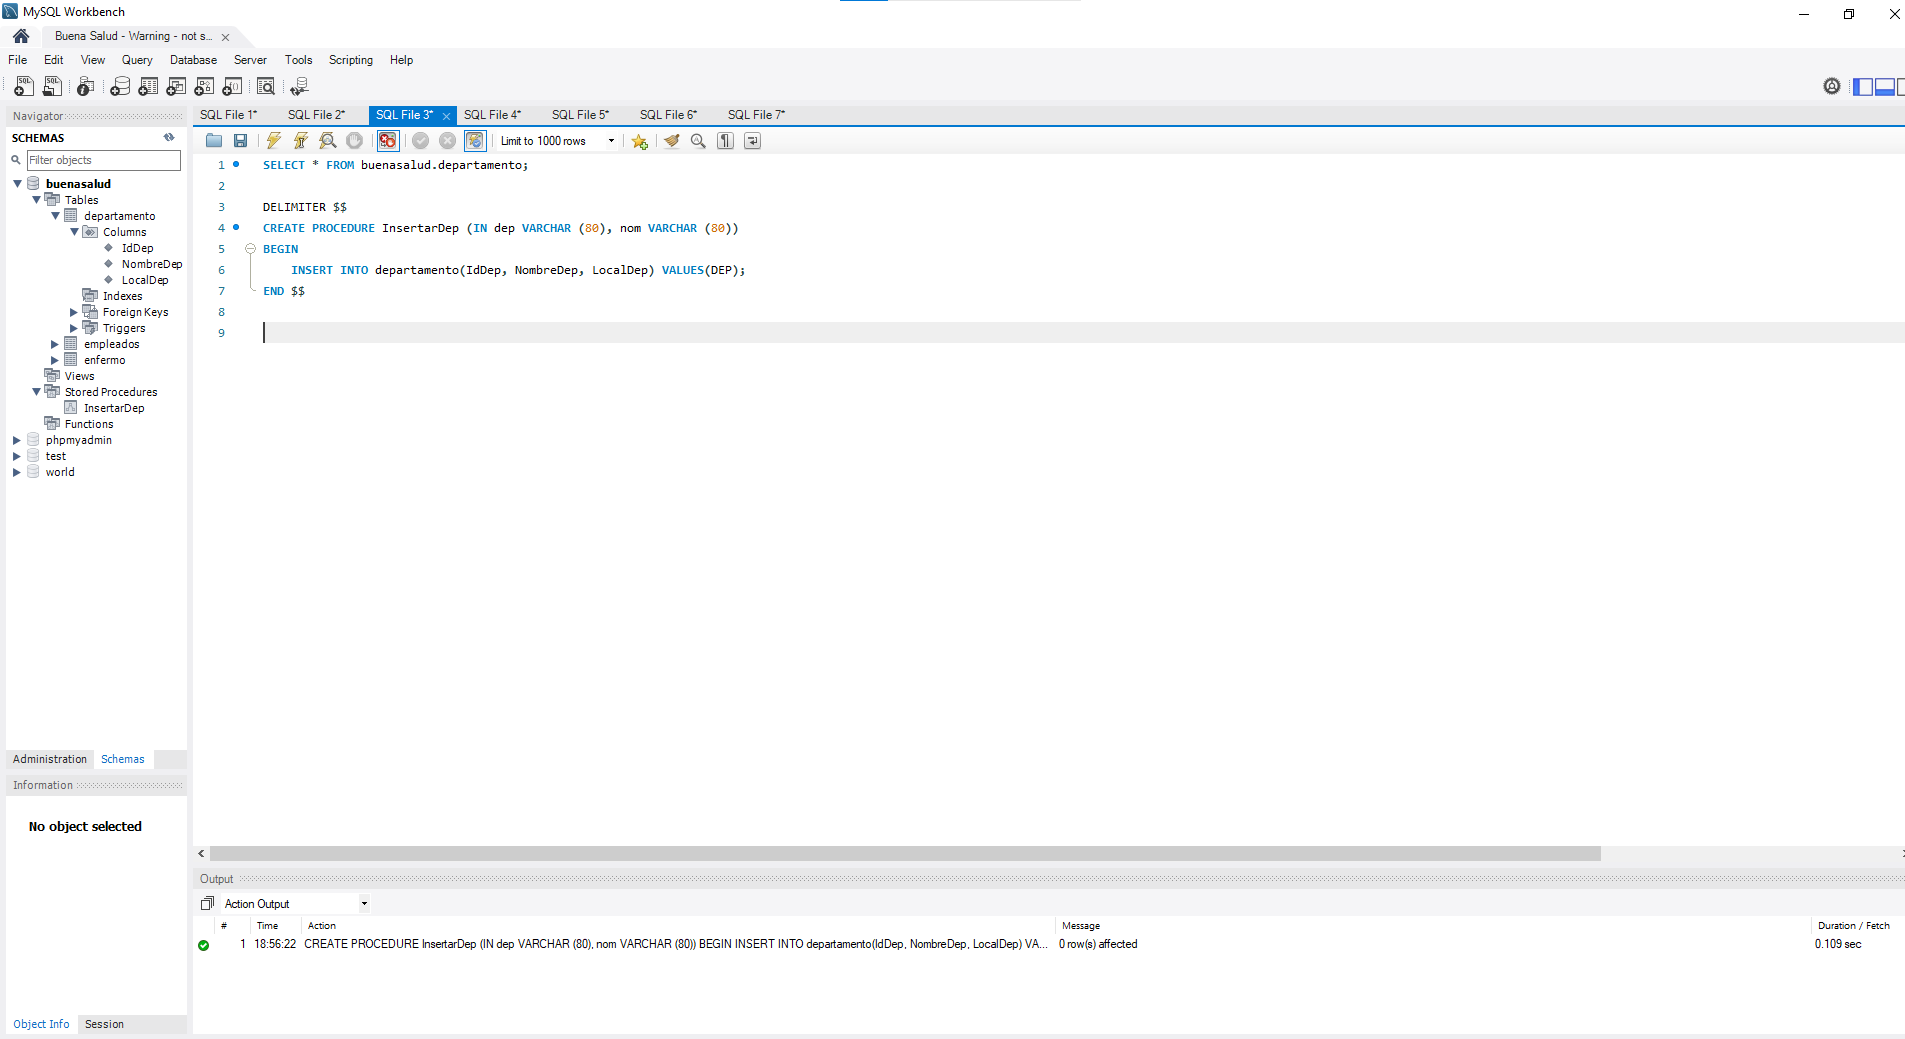 MySQL Workbench
Buena Salud - Warning - not s...
File Edit View Query Database Server Tools Scripting Help
Navigator
SCHEMAS
Filter objects
buenasalud
Tables
departamento
Columns
IdDep
NombreDep
LocalDep
Indexes
Foreign Keys
Triggers
empleados
enfermo
Views
Stored Procedures
InsertarDep
Functions
phpmyadmin
test
world
Administration Schemas
Information
No object selected
Object Info Session
SQL File 1* SQL File 2* SQL File 3* SQL File 4* SQL File 5* SQL File 6* SQL File 7*
Limit to 1000 rows
1 SELECT * FROM buenasalud.departamento;
2
3 DELIMITER $$
4 CREATE PROCEDURE InsertarDep (IN dep VARCHAR (80), nom VARCHAR (80))
5 BEGIN
6 INSERT INTO departamento(IdDep, NombreDep, LocalDep) VALUES(DEP);
7 END $$
8
9
Output
Action Output
# Time Action Message Duration / Fetch
1 18:56:22 CREATE PROCEDURE InsertarDep (IN dep VARCHAR (80), nom VARCHAR (80)) BEGIN INSERT INTO departamento(IdDep, NombreDep, LocalDep) VA... 0 row(s) affected 0.109 sec